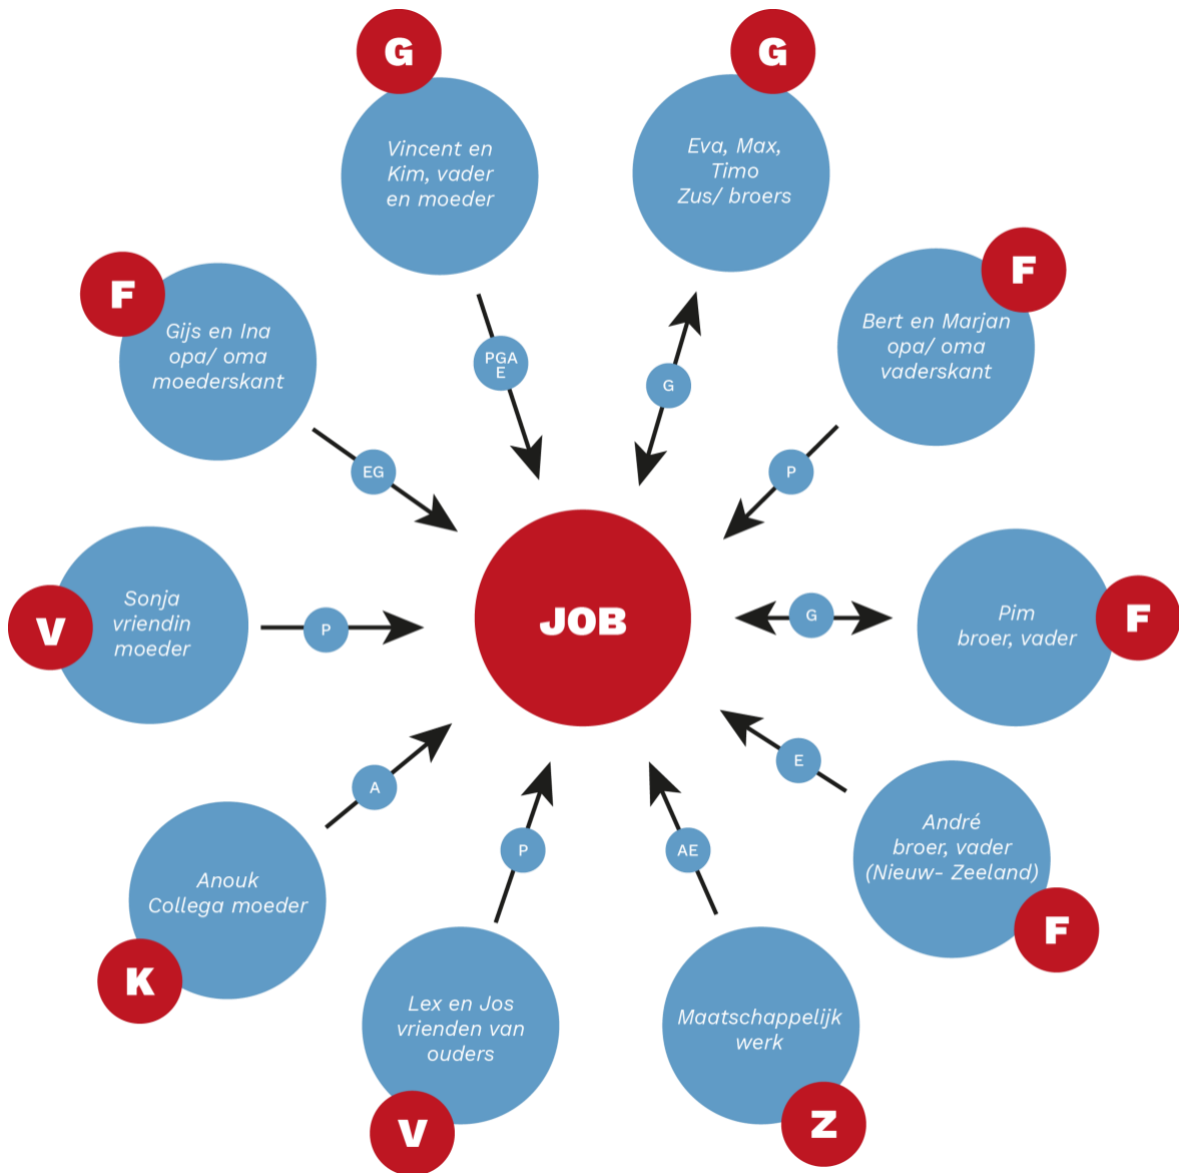 G
Vincent en
Kim, vader
en moeder
G
Eva, Max,
Timo
Zus/ broers
F
Gijs en Ina
opa/ oma
moederskant
F
Bert en Marjan
opa/ oma
vaderskant
PGA
E
G
EG
P
V
Sonja
vriendin
moeder
P
JOB
G
Pim
broer, vader
F
A
E
K
Anouk
Collega moeder
P
AE
André
broer, vader
(Nieuw- Zeeland)
F
Lex en Jos
vrienden van
ouders
V
Maatschappelijk
werk
Z